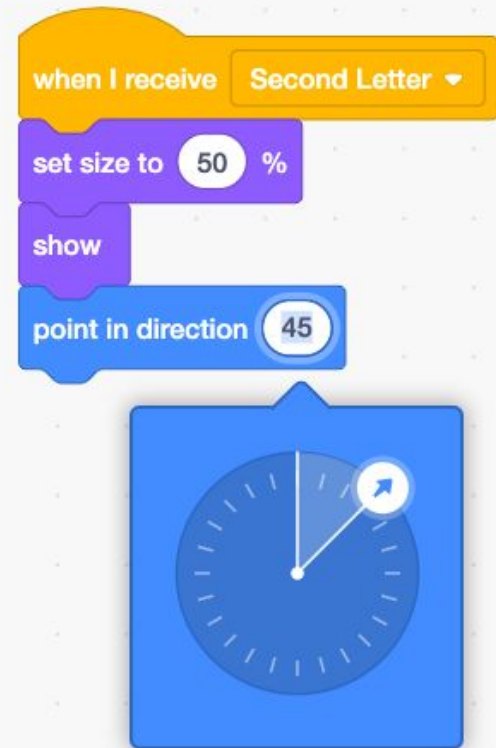 when I receive Second Letter
set size to 50 %
show
point in direction 45